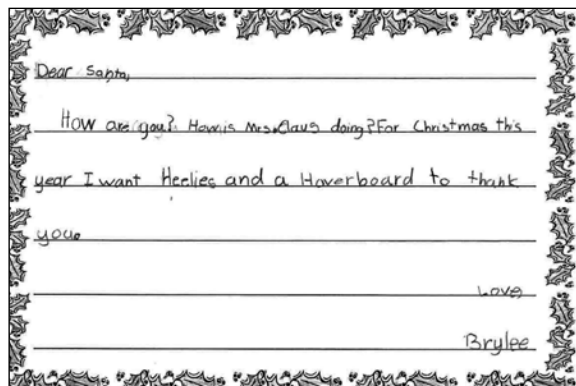 Dear Santa,
How are you? How is Mrs. Claus doing? For Christmas this
year I want Heelies and a Hoverboard to thank
you.
Love
Brylee